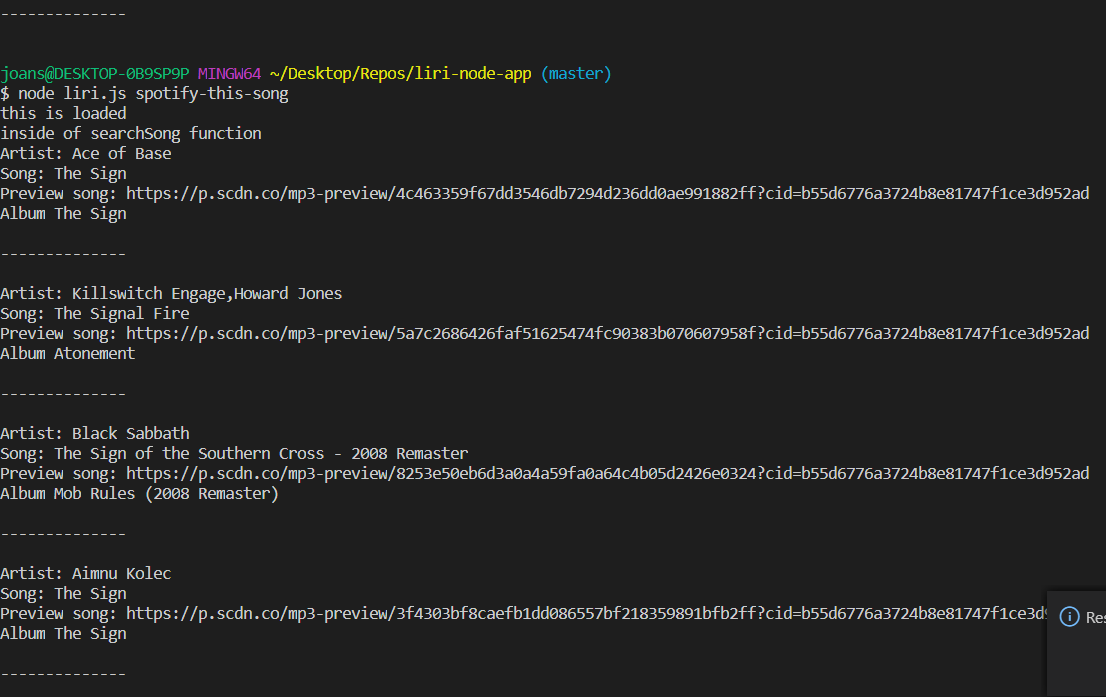 --------------
joans@DESKTOP-0B9SP9P MINGW64 ~/Desktop/Repos/liri-node-app (master)
$ node liri.js spotify-this-song
this is loaded
inside of searchSong function
Artist: Ace of Base
Song: The Sign
Preview song: https://p.scdn.co/mp3-preview/4c463359f67dd3546db7294d236dd0ae991882ff?cid=b55d6776a3724b8e81747f1ce3d952ad
Album The Sign
--------------
Artist: Killswitch Engage,Howard Jones
Song: The Signal Fire
Preview song: https://p.scdn.co/mp3-preview/5a7c2686426faf51625474fc90383b070607958f?cid=b55d6776a3724b8e81747f1ce3d952ad
Album Atonement
--------------
Artist: Black Sabbath
Song: The Sign of the Southern Cross - 2008 Remaster
Preview song: https://p.scdn.co/mp3-preview/8253e50eb6d3a0a4a59fa0a64c4b05d2426e0324?cid=b55d6776a3724b8e81747f1ce3d952ad
Album Mob Rules (2008 Remaster)
--------------
Artist: Aimnu Kolec
Song: The Sign
Preview song: https://p.scdn.co/mp3-preview/3f4303bf8caefb1dd086557bf218359891bfb2ff?cid=b55d6776a3724b8e81747f1ce3d
Album The Sign
--------------